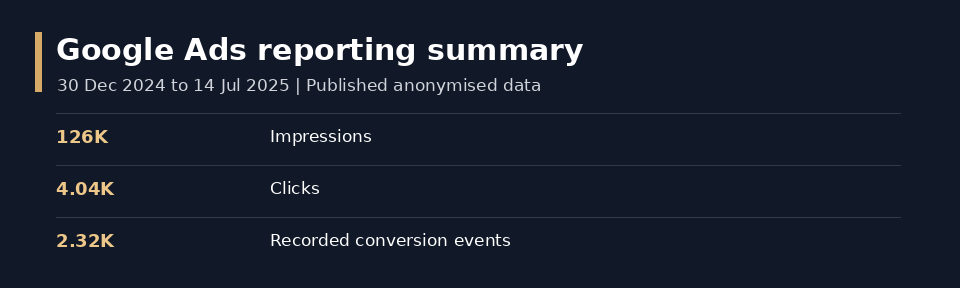 Google Ads reporting summary
30 Dec 2024 to 14 Jul 2025 | Published anonymised data
126K Impressions
4.04K Clicks
2.32K Recorded conversion events